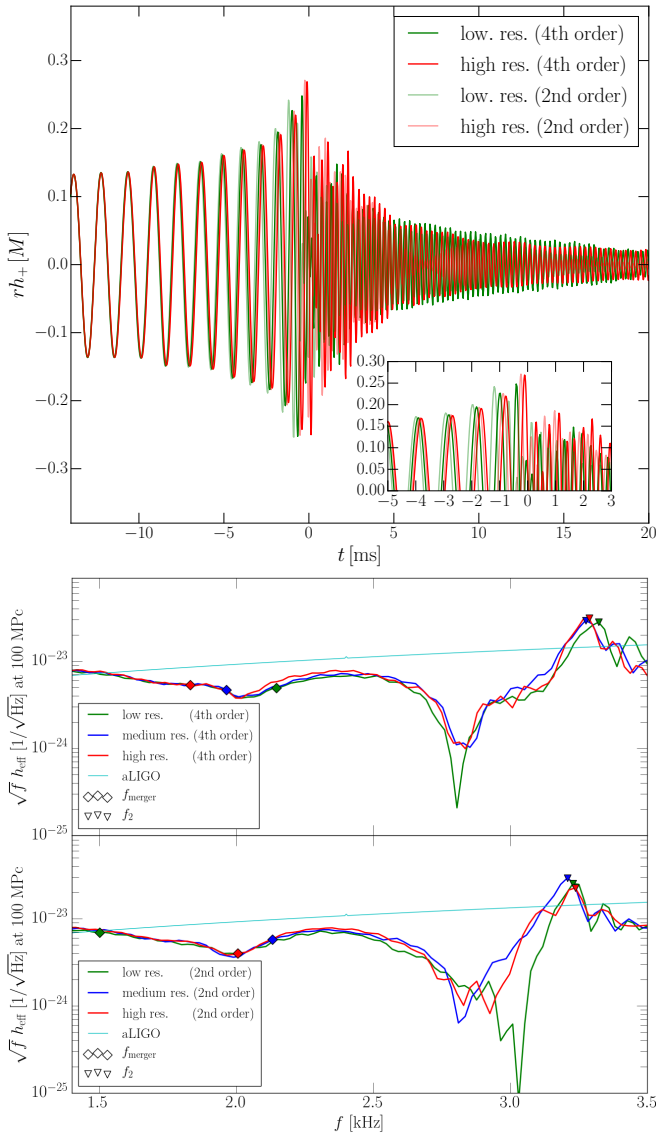 low. res. (4th order)
high res. (4th order)
low. res. (2nd order)
high res. (2nd order)
0.3
0.2
0.1
0.0
−0.1
−0.2
−0.3
rh₊ [M]
0.30
0.25
0.20
0.15
0.10
0.05
0.00
−5 −4 −3 −2 −1 0 1 2 3
−10 −5 0 5 10 15 20
t [ms]
√f h_eff [1/√Hz] at 100 MPc
10⁻²³
10⁻²⁴
10⁻²⁵
low res. (4th order)
medium res. (4th order)
high res. (4th order)
aLIGO
f_merger
f₂
√f h_eff [1/√Hz] at 100 MPc
10⁻²³
10⁻²⁴
10⁻²⁵
low res. (2nd order)
medium res. (2nd order)
high res. (2nd order)
aLIGO
f_merger
f₂
1.5 2.0 2.5 3.0 3.5
f [kHz]